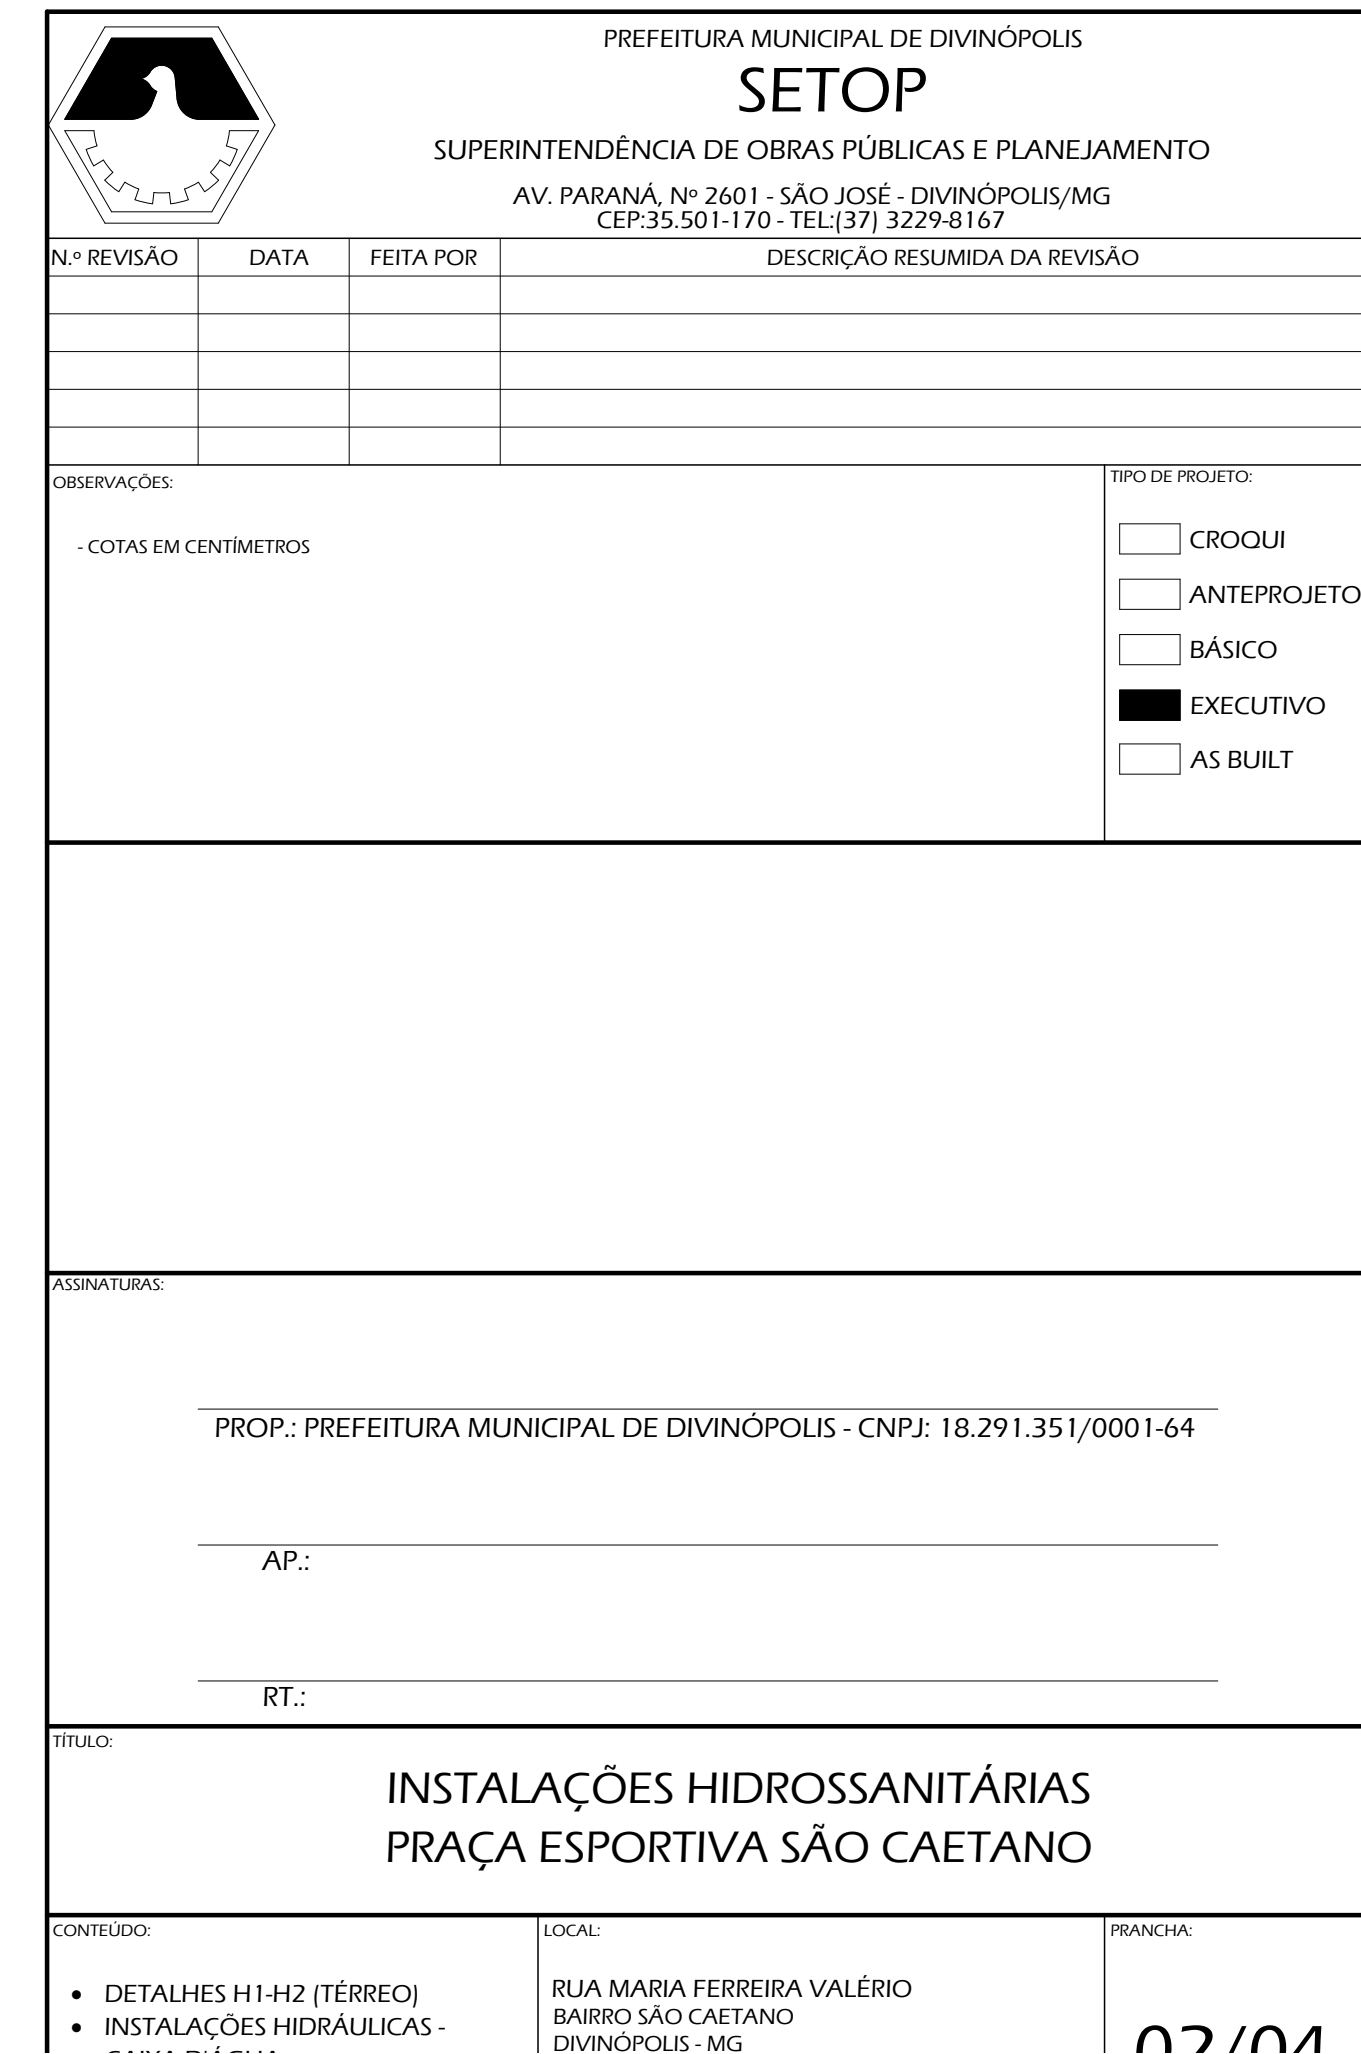 PREFEITURA MUNICIPAL DE DIVINÓPOLIS
SETOP
SUPERINTENDÊNCIA DE OBRAS PÚBLICAS E PLANEJAMENTO
AV. PARANÁ, Nº 2601 - SÃO JOSÉ - DIVINÓPOLIS/MG
CEP:35.501-170 - TEL:(37) 3229-8167
N.º REVISÃO DATA FEITA POR DESCRIÇÃO RESUMIDA DA REVISÃO
OBSERVAÇÕES:
- COTAS EM CENTÍMETROS
TIPO DE PROJETO:
CROQUI
ANTEPROJETO
BÁSICO
EXECUTIVO
AS BUILT
ASSINATURAS:
PROP.: PREFEITURA MUNICIPAL DE DIVINÓPOLIS - CNPJ: 18.291.351/0001-64
AP.:
RT.:
TÍTULO:
INSTALAÇÕES HIDROSSANITÁRIAS
PRAÇA ESPORTIVA SÃO CAETANO
CONTEÚDO:
• DETALHES H1-H2 (TÉRREO)
• INSTALAÇÕES HIDRÁULICAS -
CAIXA D'ÁGUA
LOCAL:
RUA MARIA FERREIRA VALÉRIO
BAIRRO SÃO CAETANO
DIVINÓPOLIS - MG
PRANCHA:
02/04